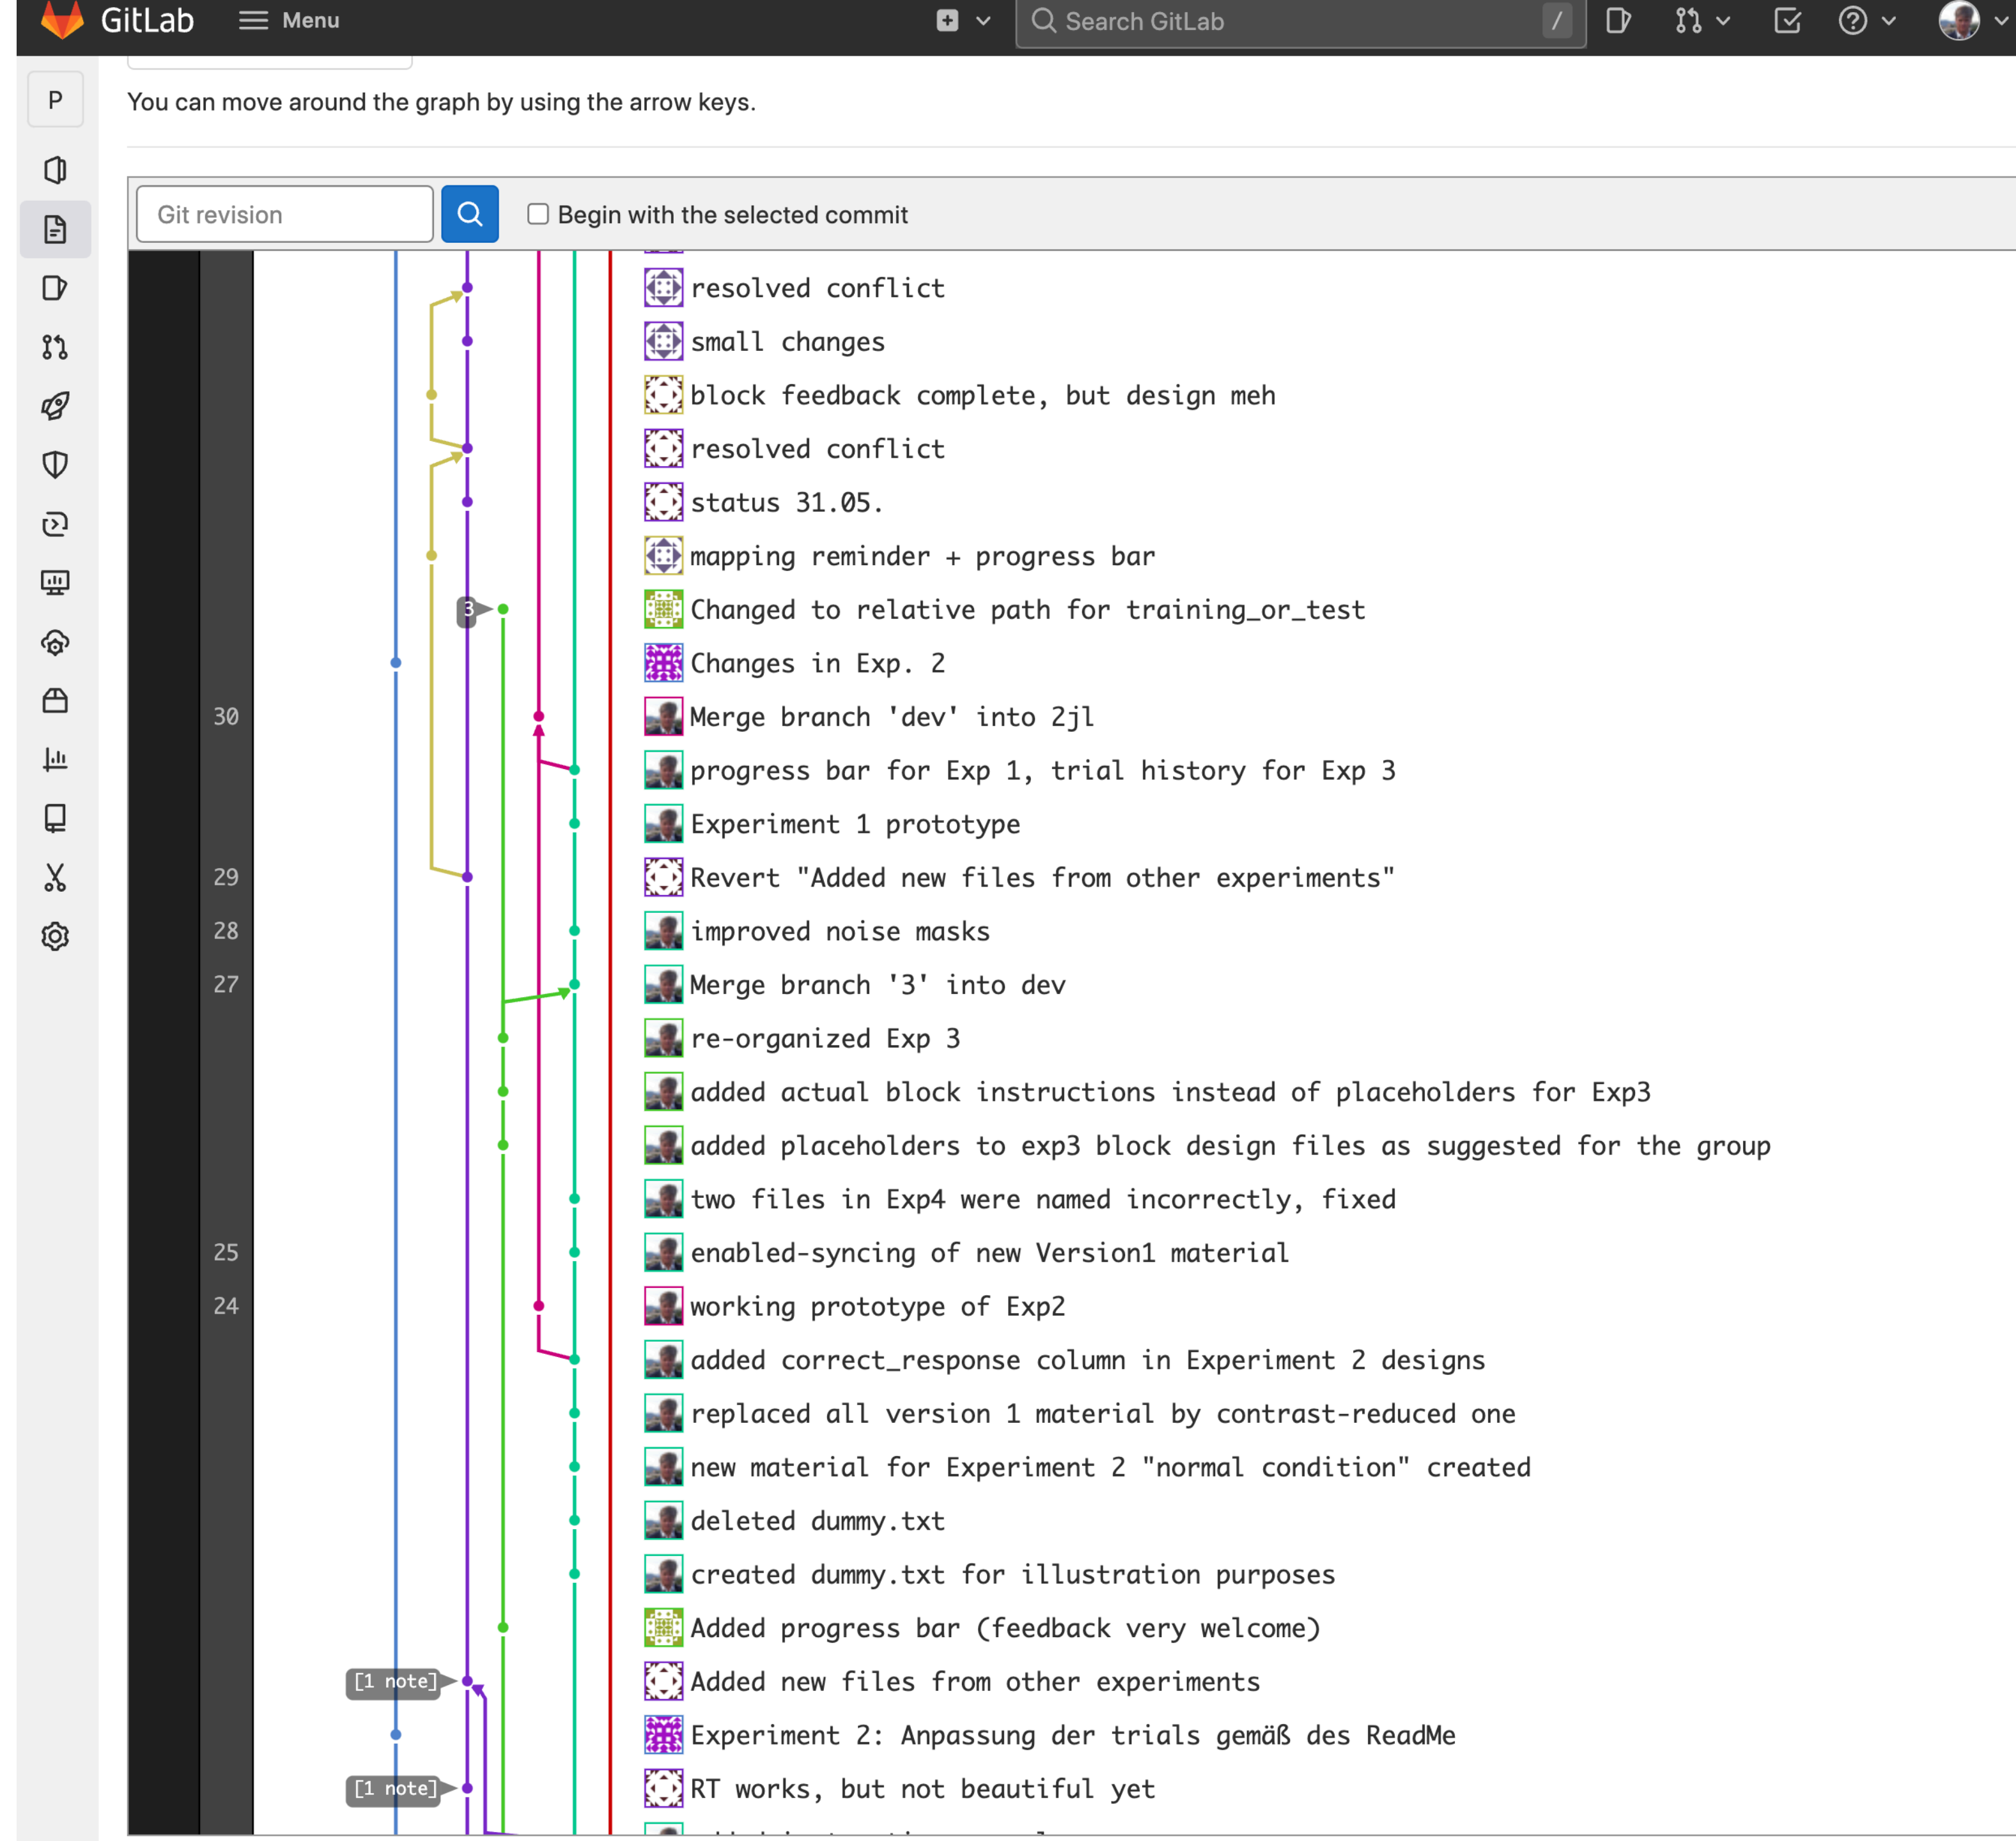 GitLab Menu Search GitLab /
P
You can move around the graph by using the arrow keys.
Git revision Begin with the selected commit
resolved conflict
small changes
block feedback complete, but design meh
resolved conflict
status 31.05.
mapping reminder + progress bar
3 Changed to relative path for training_or_test
Changes in Exp. 2
30 Merge branch 'dev' into 2jl
progress bar for Exp 1, trial history for Exp 3
Experiment 1 prototype
29 Revert "Added new files from other experiments"
28 improved noise masks
27 Merge branch '3' into dev
re-organized Exp 3
added actual block instructions instead of placeholders for Exp3
added placeholders to exp3 block design files as suggested for the group
two files in Exp4 were named incorrectly, fixed
25 enabled-syncing of new Version1 material
24 working prototype of Exp2
added correct_response column in Experiment 2 designs
replaced all version 1 material by contrast-reduced one
new material for Experiment 2 "normal condition" created
deleted dummy.txt
created dummy.txt for illustration purposes
Added progress bar (feedback very welcome)
[1 note] Added new files from other experiments
Experiment 2: Anpassung der trials gemäß des ReadMe
[1 note] RT works, but not beautiful yet